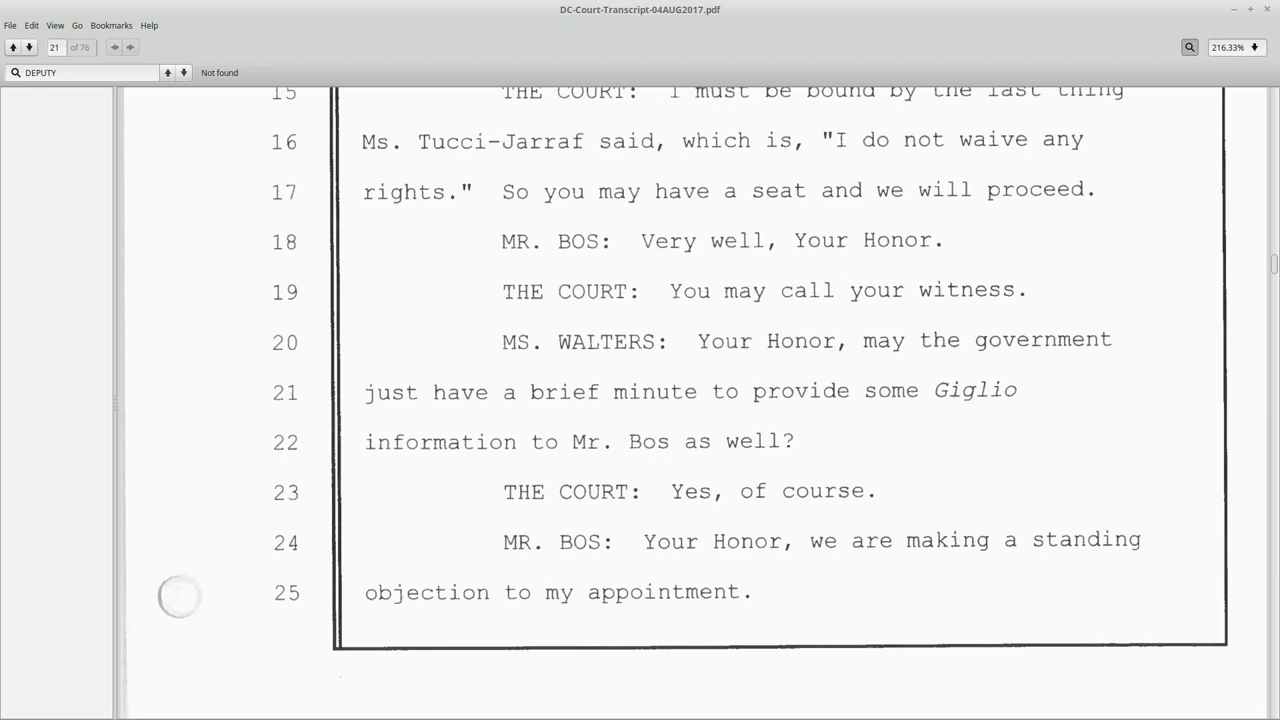 DC-Court-Transcript-04AUG2017.pdf
File Edit View Go Bookmarks Help
21 of 76
216.33%
DEPUTY
Not found
15 THE COURT: I must be bound by the last thing
16 Ms. Tucci-Jarraf said, which is, "I do not waive any
17 rights." So you may have a seat and we will proceed.
18 MR. BOS: Very well, Your Honor.
19 THE COURT: You may call your witness.
20 MS. WALTERS: Your Honor, may the government
21 just have a brief minute to provide some Giglio
22 information to Mr. Bos as well?
23 THE COURT: Yes, of course.
24 MR. BOS: Your Honor, we are making a standing
25 objection to my appointment.